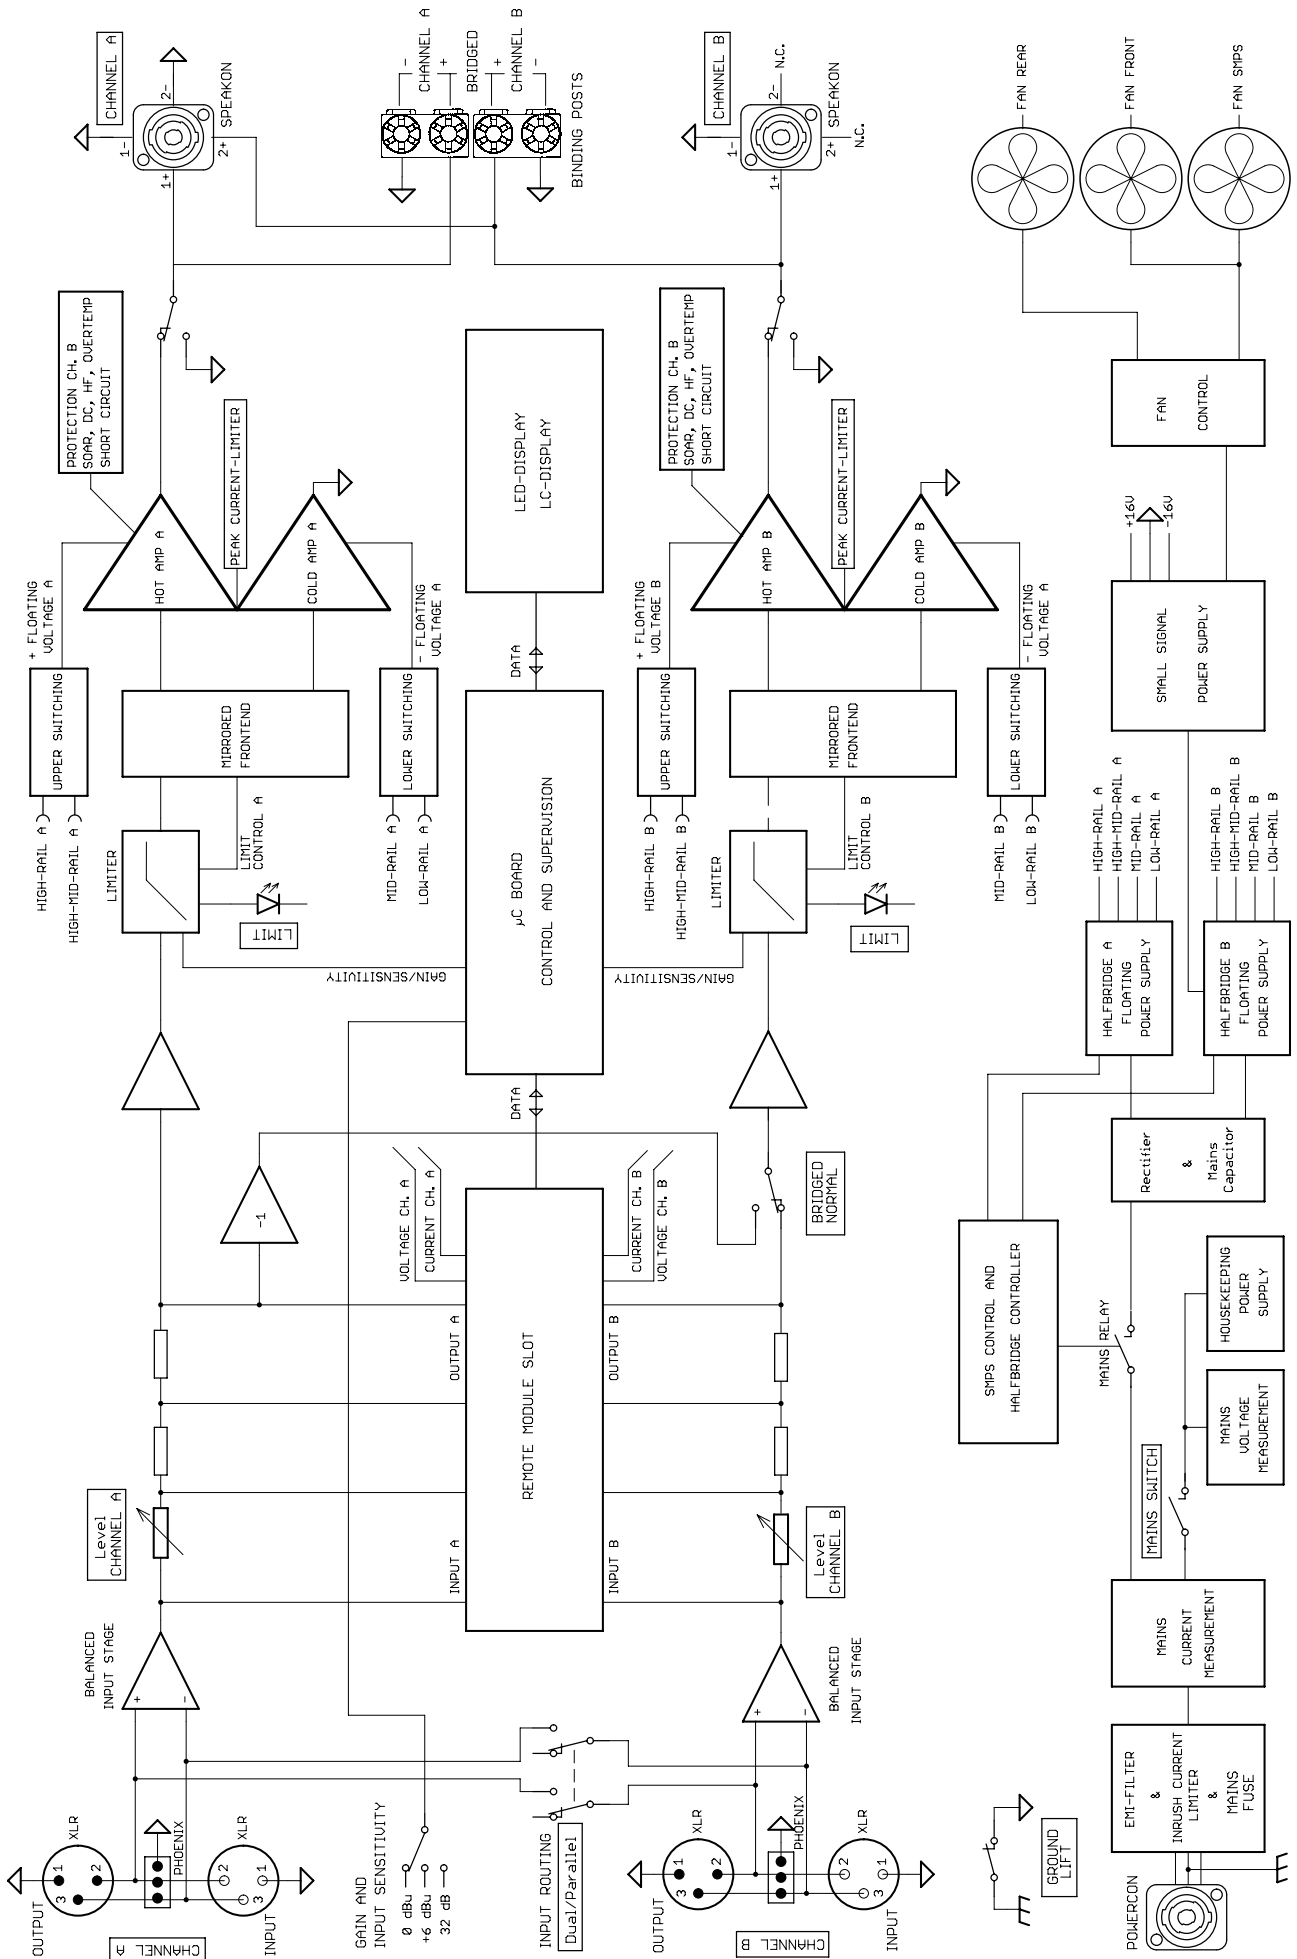 CHANNEL A
OUTPUT
XLR
1
2
3
PHOENIX
XLR
2
1
3
INPUT
BALANCED
INPUT STAGE
+
-
Level
CHANNEL A
INPUT A
OUTPUT A
-1
VOLTAGE CH. A
CURRENT CH. A
LIMITER
LIMIT
LIMIT
CONTROL A
GAIN/SENSITIVITY
HIGH-RAIL A
HIGH-MID-RAIL A
UPPER SWITCHING
+ FLOATING
VOLTAGE A
MIRRORED
FRONTEND
MID-RAIL A
LOW-RAIL A
LOWER SWITCHING
- FLOATING
VOLTAGE A
HOT AMP A
COLD AMP A
PROTECTION CH. B
SOAR, DC, HF, OVERTEMP
SHORT CIRCUIT
PEAK CURRENT-LIMITER
CHANNEL A
1-
2-
1+
2+
SPEAKON
GAIN AND
INPUT SENSITIVITY
0 dBu
+6 dBu
32 dB
INPUT ROUTING
Dual/Parallel
REMOTE MODULE SLOT
DATA
µC BOARD
CONTROL AND SUPERVISION
DATA
LED-DISPLAY
LC-DISPLAY
-
CHANNEL A
+
BRIDGED
+
CHANNEL B
-
BINDING POSTS
CHANNEL B
OUTPUT
XLR
1
2
3
PHOENIX
XLR
2
1
3
INPUT
BALANCED
INPUT STAGE
+
-
Level
CHANNEL B
INPUT B
OUTPUT B
CURRENT CH. B
VOLTAGE CH. B
BRIDGED
NORMAL
GAIN/SENSITIVITY
LIMITER
LIMIT
LIMIT
CONTROL B
HIGH-RAIL B
HIGH-MID-RAIL B
UPPER SWITCHING
+ FLOATING
VOLTAGE B
MIRRORED
FRONTEND
MID-RAIL B
LOW-RAIL B
LOWER SWITCHING
- FLOATING
VOLTAGE A
HOT AMP B
COLD AMP B
PROTECTION CH. B
SOAR, DC, HF, OVERTEMP
SHORT CIRCUIT
PEAK CURRENT-LIMITER
CHANNEL B
1-
2-
N.C.
1+
2+
N.C.
SPEAKON
GROUND
LIFT
POWERCON
EMI-FILTER
&
INRUSH CURRENT
LIMITER
&
MAINS
FUSE
MAINS
CURRENT
MEASUREMENT
MAINS SWITCH
MAINS
VOLTAGE
MEASUREMENT
HOUSEKEEPING
POWER
SUPPLY
MAINS RELAY
SMPS CONTROL AND
HALFBRIDGE CONTROLLER
Rectifier
&
Mains
Capacitor
HALFBRIDGE A
FLOATING
POWER SUPPLY
HIGH-RAIL A
HIGH-MID-RAIL A
MID-RAIL A
LOW-RAIL A
HALFBRIDGE B
FLOATING
POWER SUPPLY
HIGH-RAIL B
HIGH-MID-RAIL B
MID-RAIL B
LOW-RAIL B
SMALL SIGNAL
POWER SUPPLY
+16V
-16V
FAN
CONTROL
FAN REAR
FAN FRONT
FAN SMPS